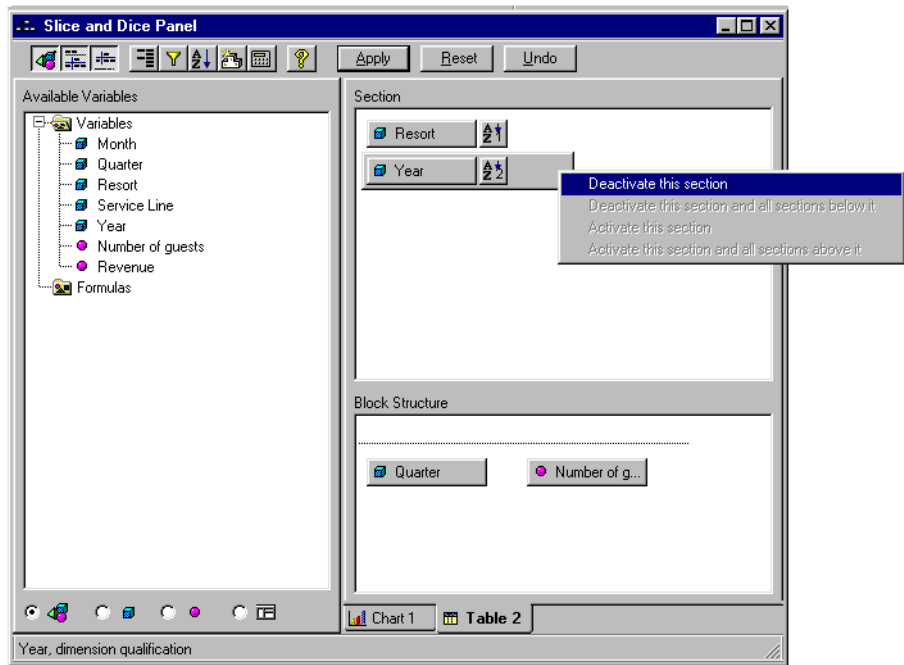 Slice and Dice Panel
Apply Reset Undo
Available Variables
Variables
Month
Quarter
Resort
Service Line
Year
Number of guests
Revenue
Formulas
Section
Resort
Year
Deactivate this section
Deactivate this section and all sections below it
Activate this section
Activate this section and all sections above it
Block Structure
Quarter Number of g...
Chart 1 Table 2
Year, dimension qualification